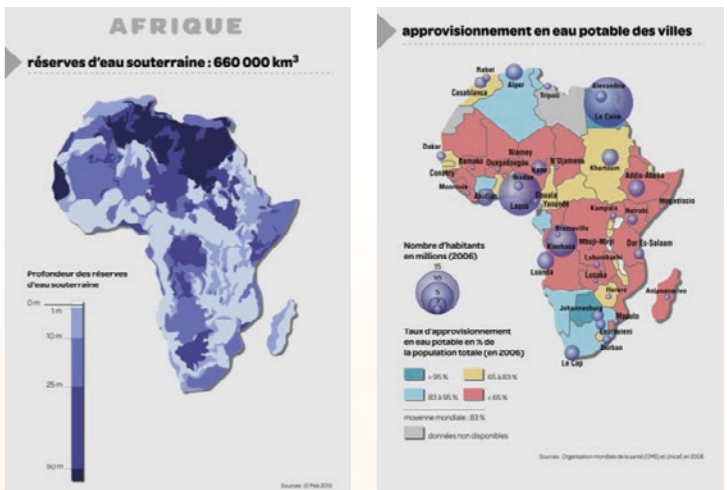 AFRIQUE
réserves d'eau souterraine : 660 000 km³
Profondeur des réserves
d'eau souterraine
0 m
1 m
10 m
25 m
50 m
Sources : El País 2013
approvisionnement en eau potable des villes
Rabat
Casablanca
Alger
Tripoli
Alexandrie
Le Caire
Dakar
Bamako
Niamey
Ouagadougou
Kano
N'Djamena
Khartoum
Conakry
Monrovia
Abidjan
Ibadan
Lagos
Douala
Yaoundé
Addis-Abeba
Mogadiscio
Kampala
Nairobi
Brazzaville
Kinshasa
Mbuji-Mayi
Dar Es-Salaam
Luanda
Lubumbashi
Lusaka
Harare
Antananarivo
Johannesburg
Maputo
Ekurhuleni
Durban
Le Cap
Nombre d'habitants
en millions (2006)
15
10
5
Taux d'approvisionnement
en eau potable en % de
la population totale (en 2006)
> 95 %
65 à 83 %
83 à 95 %
< 65 %
moyenne mondiale : 83 %
données non disponibles
Sources : Organisation mondiale de la santé (OMS) et Unicef, en 2008